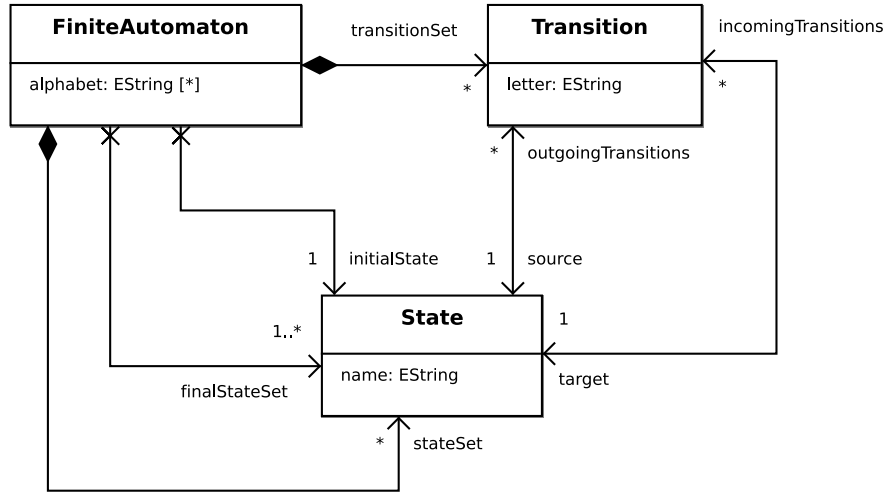 FiniteAutomaton
alphabet: EString [*]
transitionSet
*
Transition
letter: EString
incomingTransitions
*
* outgoingTransitions
1 initialState
1 source
1..*
finalStateSet
State
name: EString
1
target
* stateSet